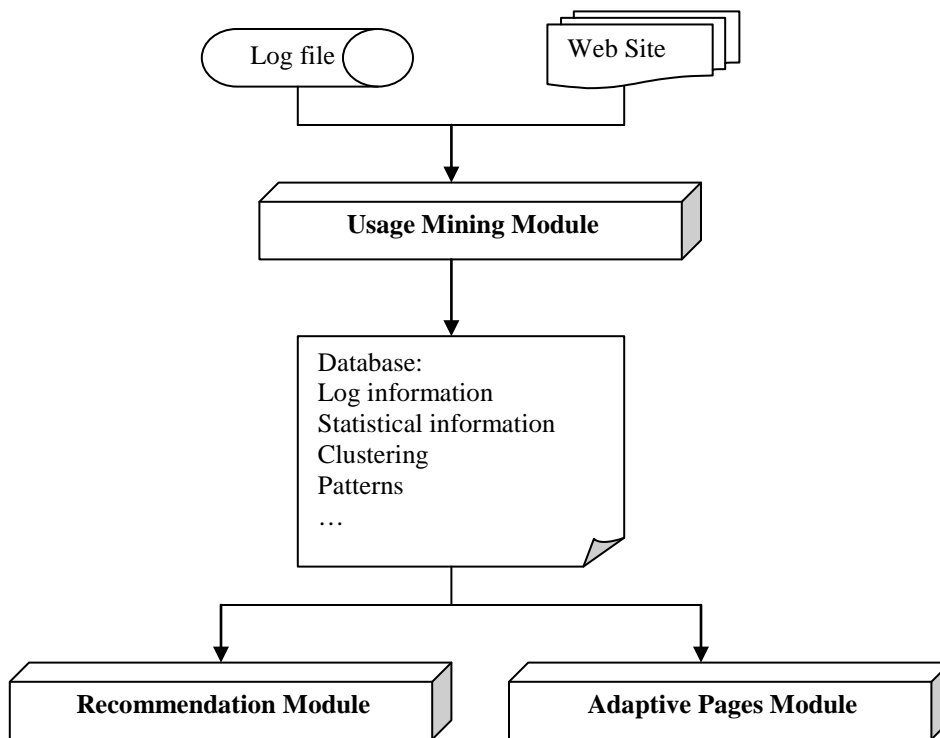 Log file
Web Site
Usage Mining Module
Database:
Log information
Statistical information
Clustering
Patterns
…
Recommendation Module
Adaptive Pages Module